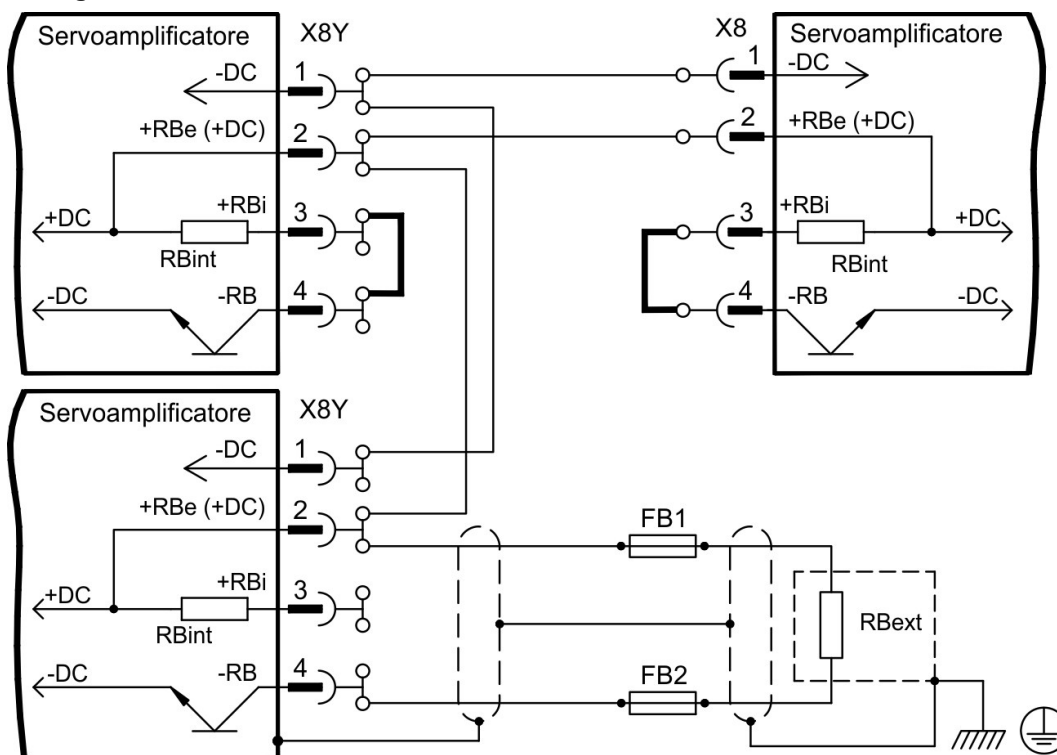 Servoamplificatore
X8Y
-DC
1
+RBe (+DC)
2
+DC
+RBi
3
RBint
-DC
-RB
4
X8
Servoamplificatore
1
-DC
2
+RBe (+DC)
3
+RBi
+DC
RBint
4
-RB
-DC
Servoamplificatore
X8Y
-DC
1
+RBe (+DC)
2
+DC
+RBi
3
RBint
-DC
-RB
4
FB1
RBext
FB2